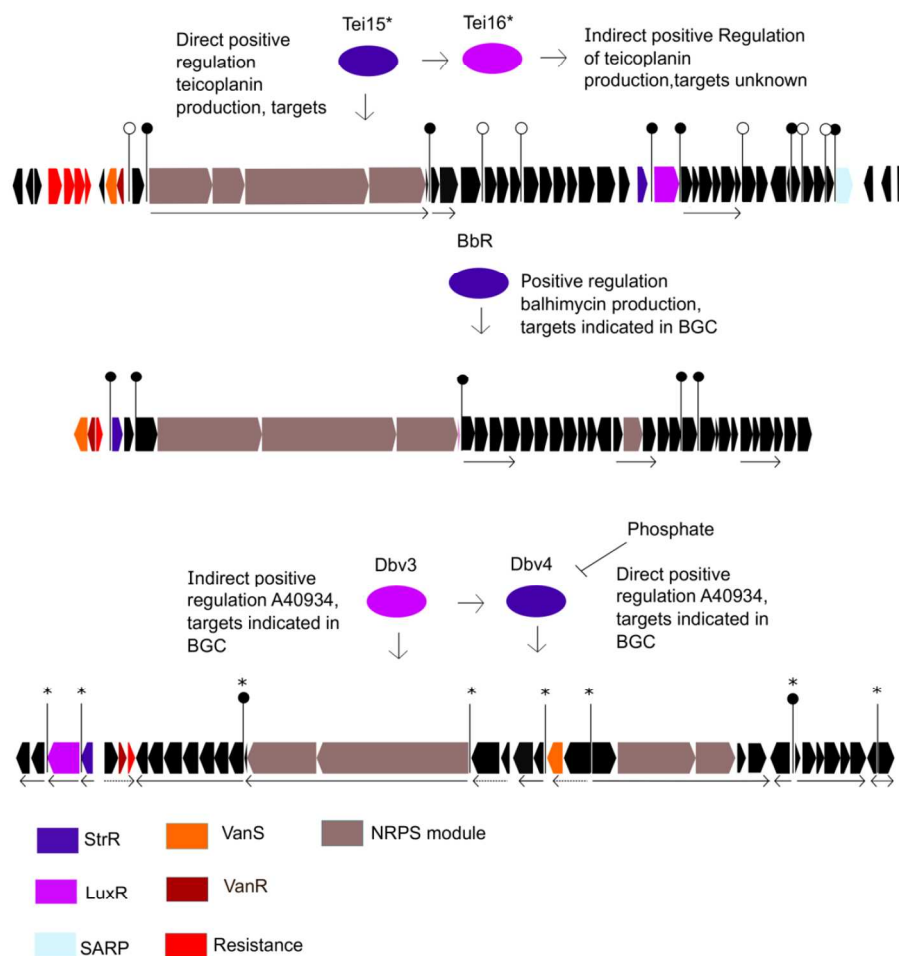 Tei15*
Tei16*
Direct positive
regulation
teicoplanin
production, targets
Indirect positive Regulation
of teicoplanin
production,targets unknown
BbR
Positive regulation
balhimycin production,
targets indicated in BGC
Phosphate
Dbv3
Dbv4
Indirect positive
regulation A40934,
targets indicated in
BGC
Direct positive
regulation A40934,
targets indicated in
BGC
* * * * * * * *
StrR
VanS
NRPS module
LuxR
VanR
SARP
Resistance